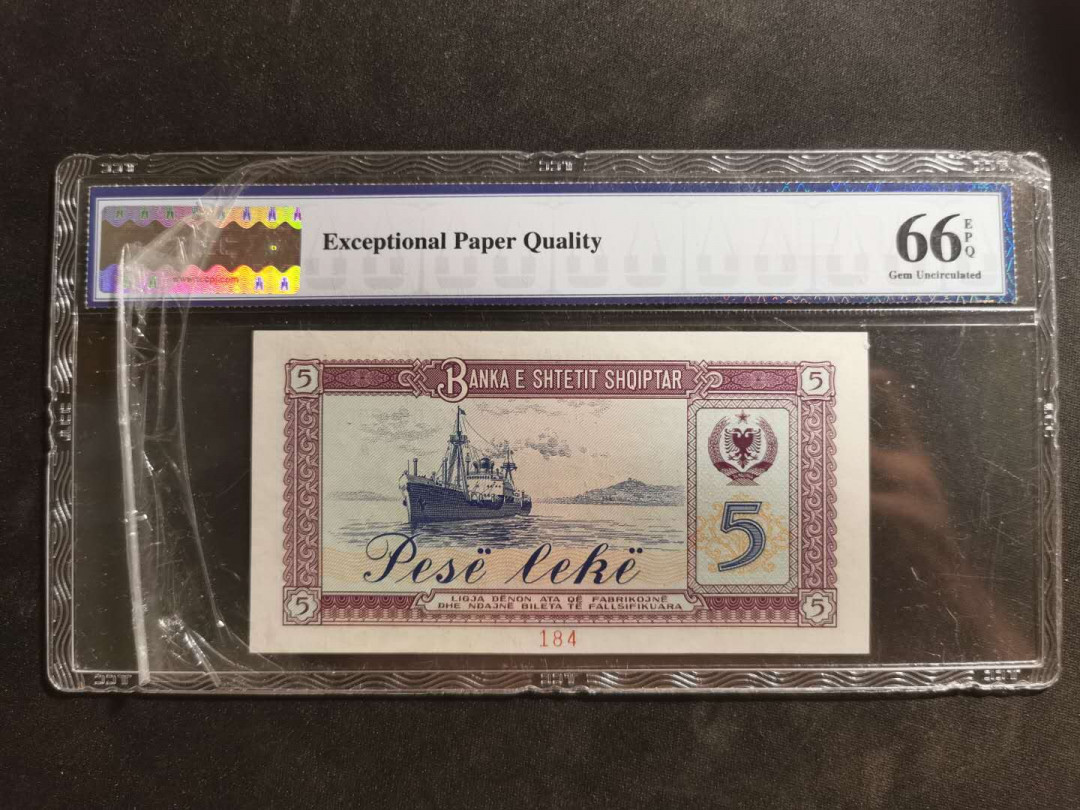 Exceptional Paper Quality
66 EPQ
Gem Uncirculated
5 BANKA E SHTETIT SHQIPTAR 5
5
Pesë lekë
5 LIGJA DËNON ATA QË FABRIKOJNË 5
DHE NDAJNË BILETA TË FALLSIFIKUARA
184